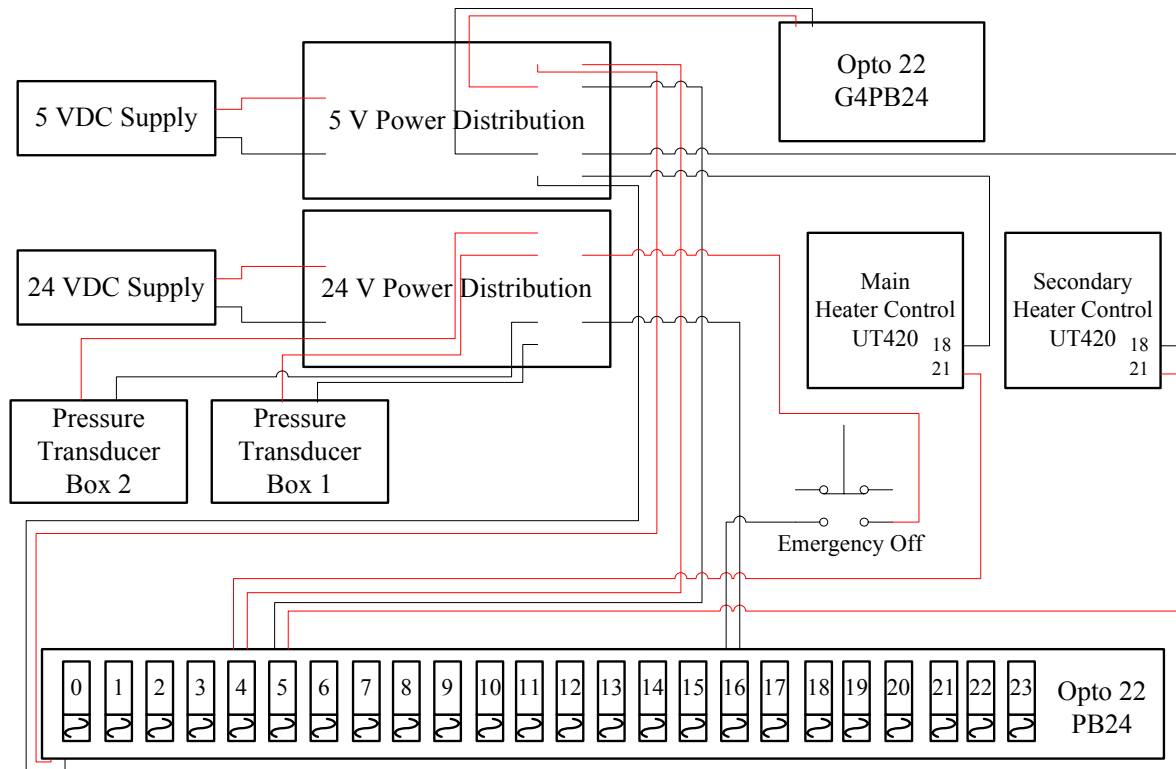 Opto 22
G4PB24
5 VDC Supply
5 V Power Distribution
24 VDC Supply
24 V Power Distribution
Main
Heater Control
UT420
18
21
Secondary
Heater Control
UT420
18
21
Pressure
Transducer
Box 2
Pressure
Transducer
Box 1
Emergency Off
0 1 2 3 4 5 6 7 8 9 10 11 12 13 14 15 16 17 18 19 20 21 22 23
Opto 22
PB24